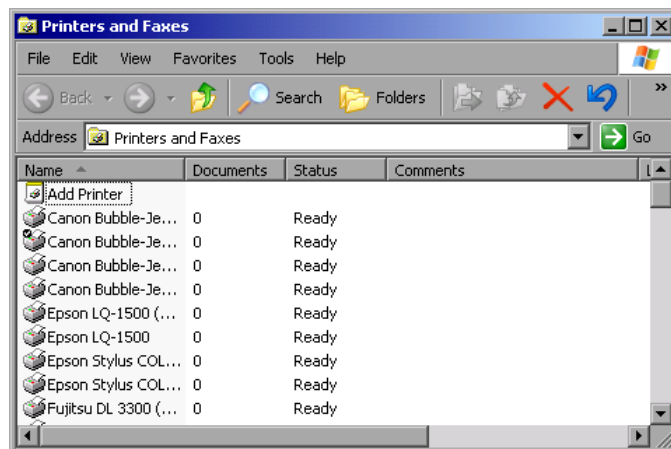 Printers and Faxes
File Edit View Favorites Tools Help
Back Search Folders »
Address Printers and Faxes Go
Name Documents Status Comments L
Add Printer
Canon Bubble-Je... 0 Ready
Canon Bubble-Je... 0 Ready
Canon Bubble-Je... 0 Ready
Canon Bubble-Je... 0 Ready
Epson LQ-1500 (... 0 Ready
Epson LQ-1500 0 Ready
Epson Stylus COL... 0 Ready
Epson Stylus COL... 0 Ready
Fujitsu DL 3300 (... 0 Ready